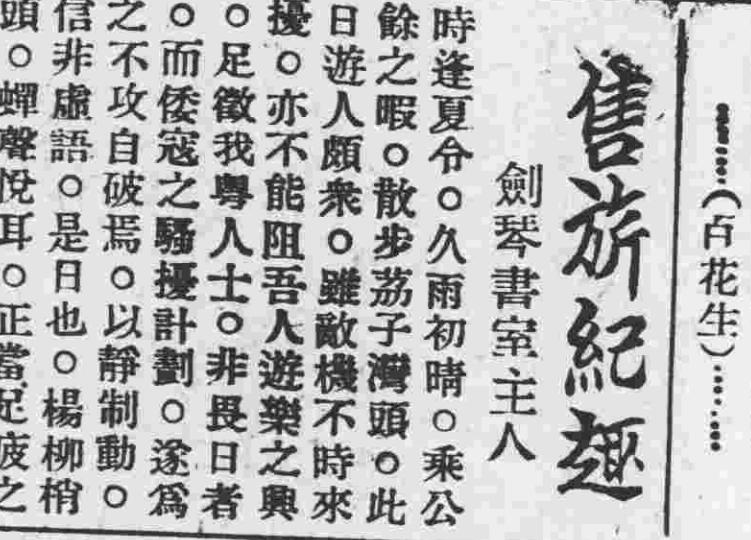 (百花生)
售旂紀趣
劍琴書室主人
時逢夏令。久雨初晴。乘公
餘之暇。散步荔子灣頭。此
日遊人頗衆。雖敵機不時來
擾。亦不能阻吾人遊樂之興
。足徵我粵人士。非畏日者
。而倭寇之騷擾計劃。遂爲
之不攻自破焉。以靜制動。
信非虛語。是日也。楊柳梢
頭。蟬聲悅耳。正當足疲之